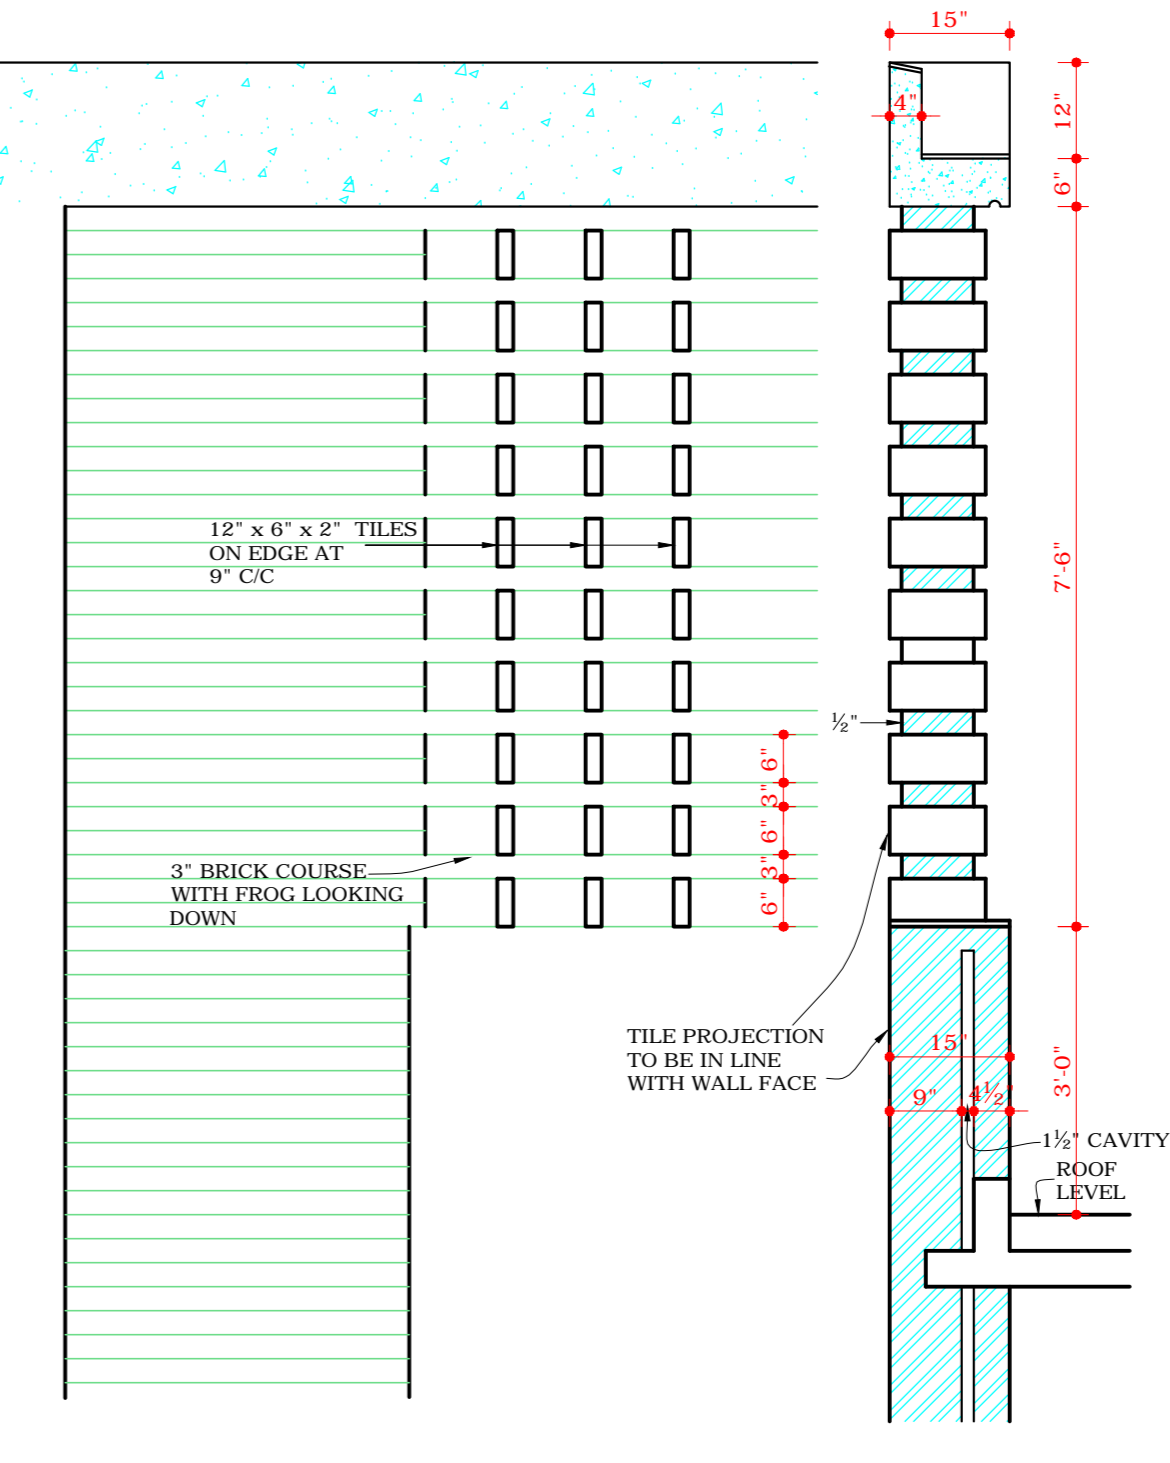 15"
4"
12"
6"
12" x 6" x 2" TILES
ON EDGE AT
9" C/C
7'-6"
½"
6"
3"
6"
3"
6"
3" BRICK COURSE
WITH FROG LOOKING
DOWN
TILE PROJECTION
TO BE IN LINE
WITH WALL FACE
15"
9"
4½"
3'-0"
1½" CAVITY
ROOF
LEVEL